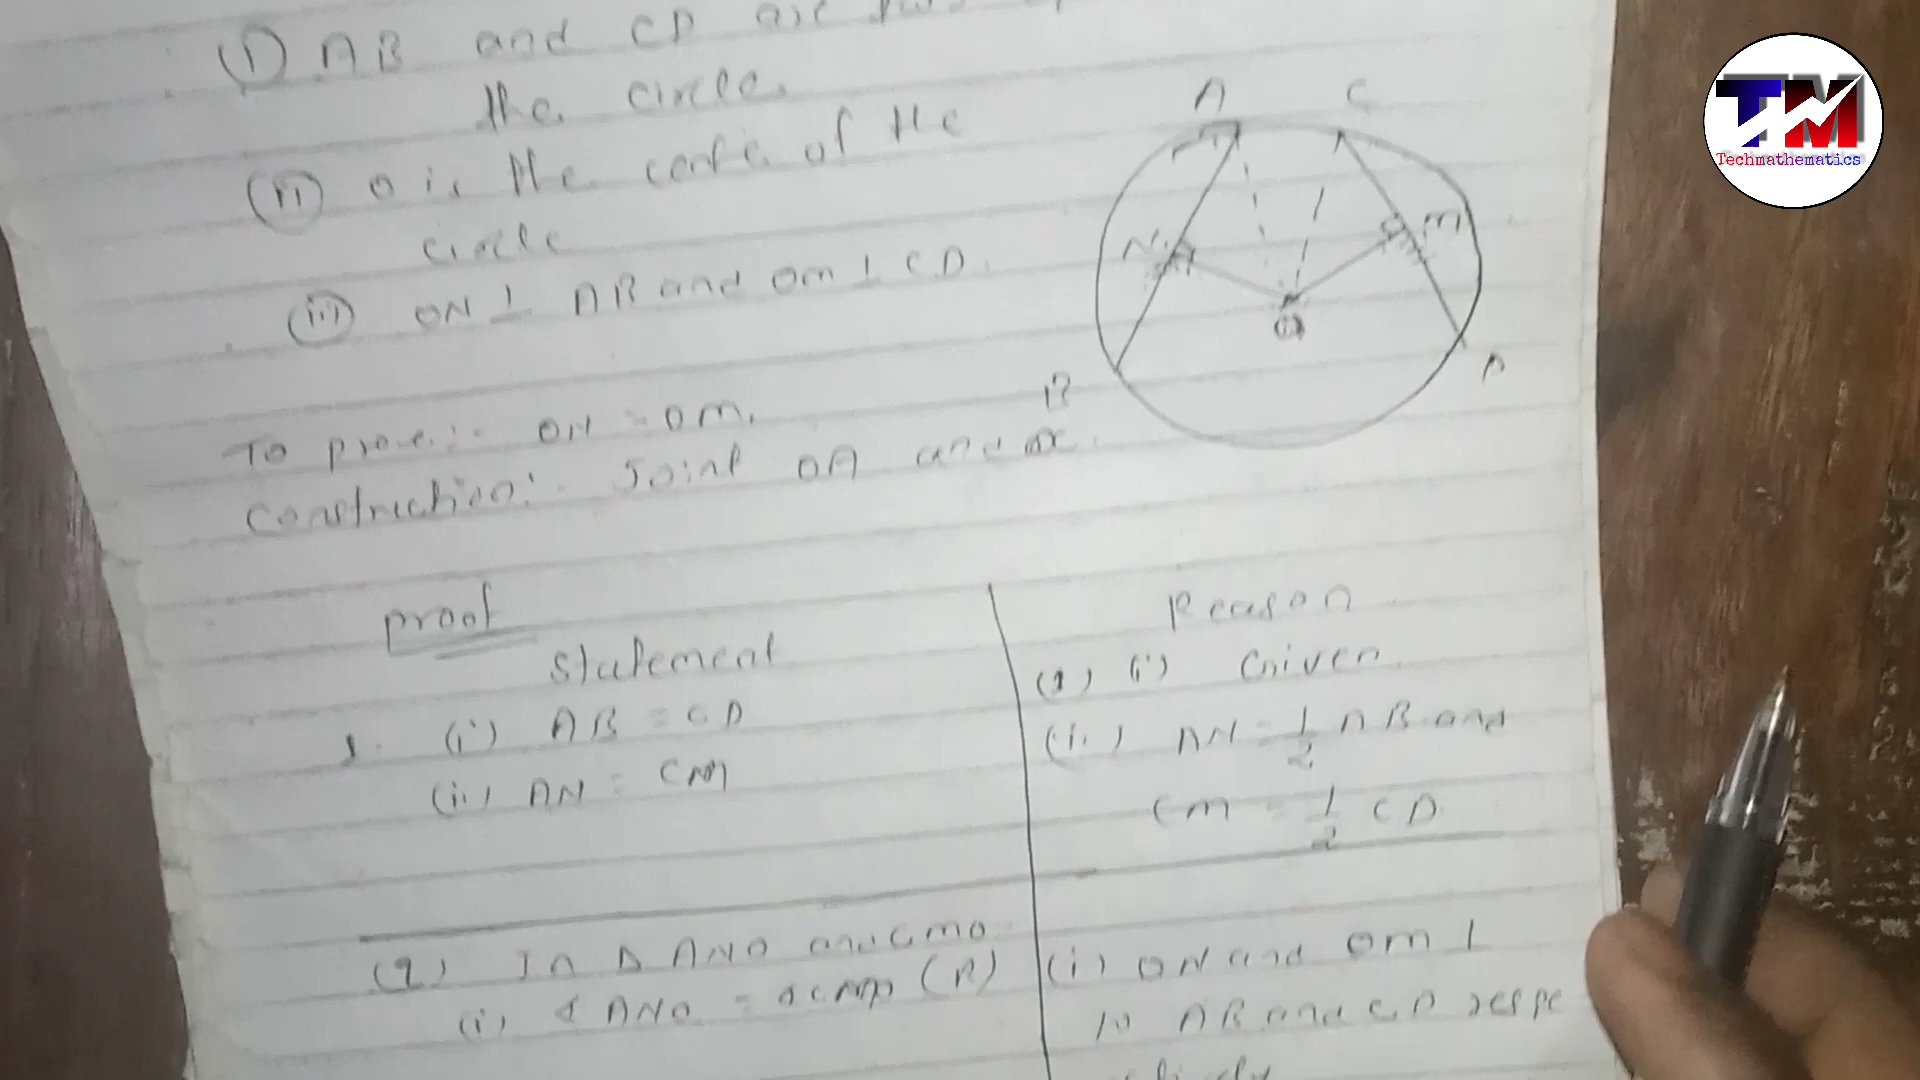 (i) AB and CD are
the circle.
(ii) O is the centre of the
circle
(iii) ON ⊥ AB and OM ⊥ CD.
A C
N M
O
B D
To prove:- ON = OM.
Construction:- Joint OA and OC.
Proof
Statement
Reason
1. (i) AB = CD
(1) (i) Given
(ii) AN = CM
(ii) AN = 1/2 AB and
CM = 1/2 CD
(2) In Δ ANO and CMO
(i) ∢ ANO = ∢ CMO (R)
(i) ON and OM ⊥
to AB and CD respe
TM
Techmathematics